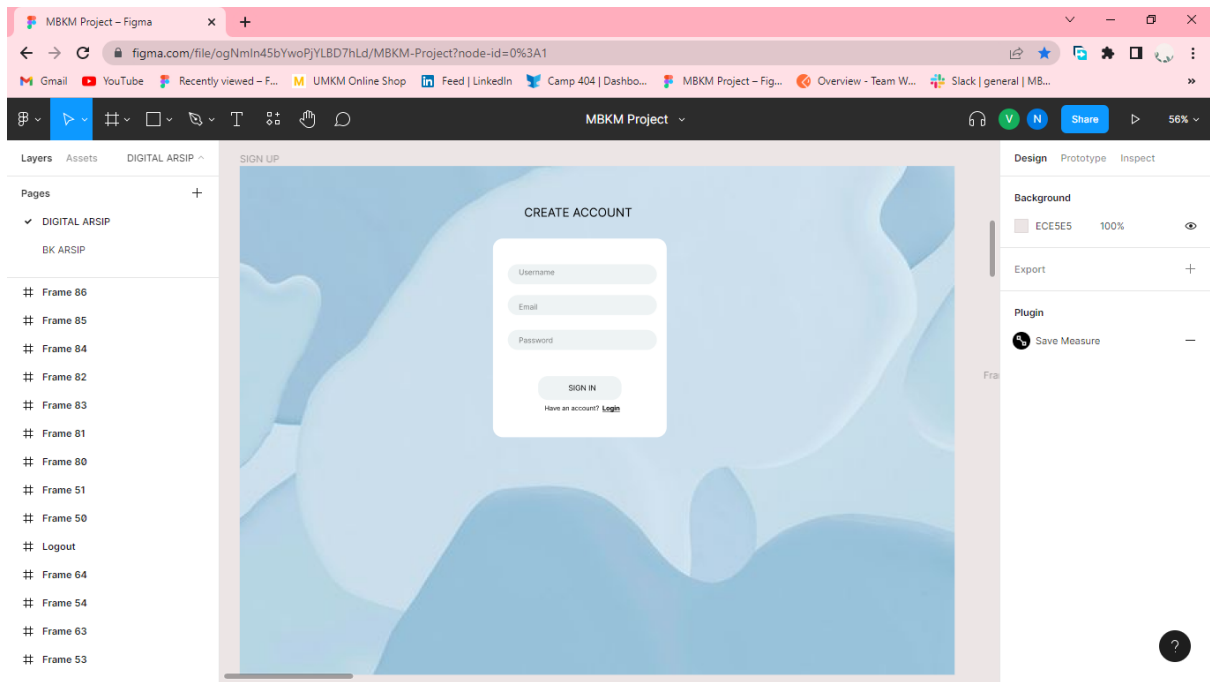 MBKM Project – Figma
figma.com/file/ogNmIn45bYwoPjYLBD7hLd/MBKM-Project?node-id=0%3A1
Gmail YouTube Recently viewed – F... UMKM Online Shop Feed | LinkedIn Camp 404 | Dashbo... MBKM Project – Fig... Overview - Team W... Slack | general | MB... »
MBKM Project V N Share 56%
Layers Assets DIGITAL ARSIP
Pages
DIGITAL ARSIP
BK ARSIP
Frame 86
Frame 85
Frame 84
Frame 82
Frame 83
Frame 81
Frame 80
Frame 51
Frame 50
Logout
Frame 64
Frame 54
Frame 63
Frame 53
SIGN UP
CREATE ACCOUNT
Username
Email
Password
SIGN IN
Have an account? Login
Fra
Design Prototype Inspect
Background
ECE5E5 100%
Export
Plugin
Save Measure
?